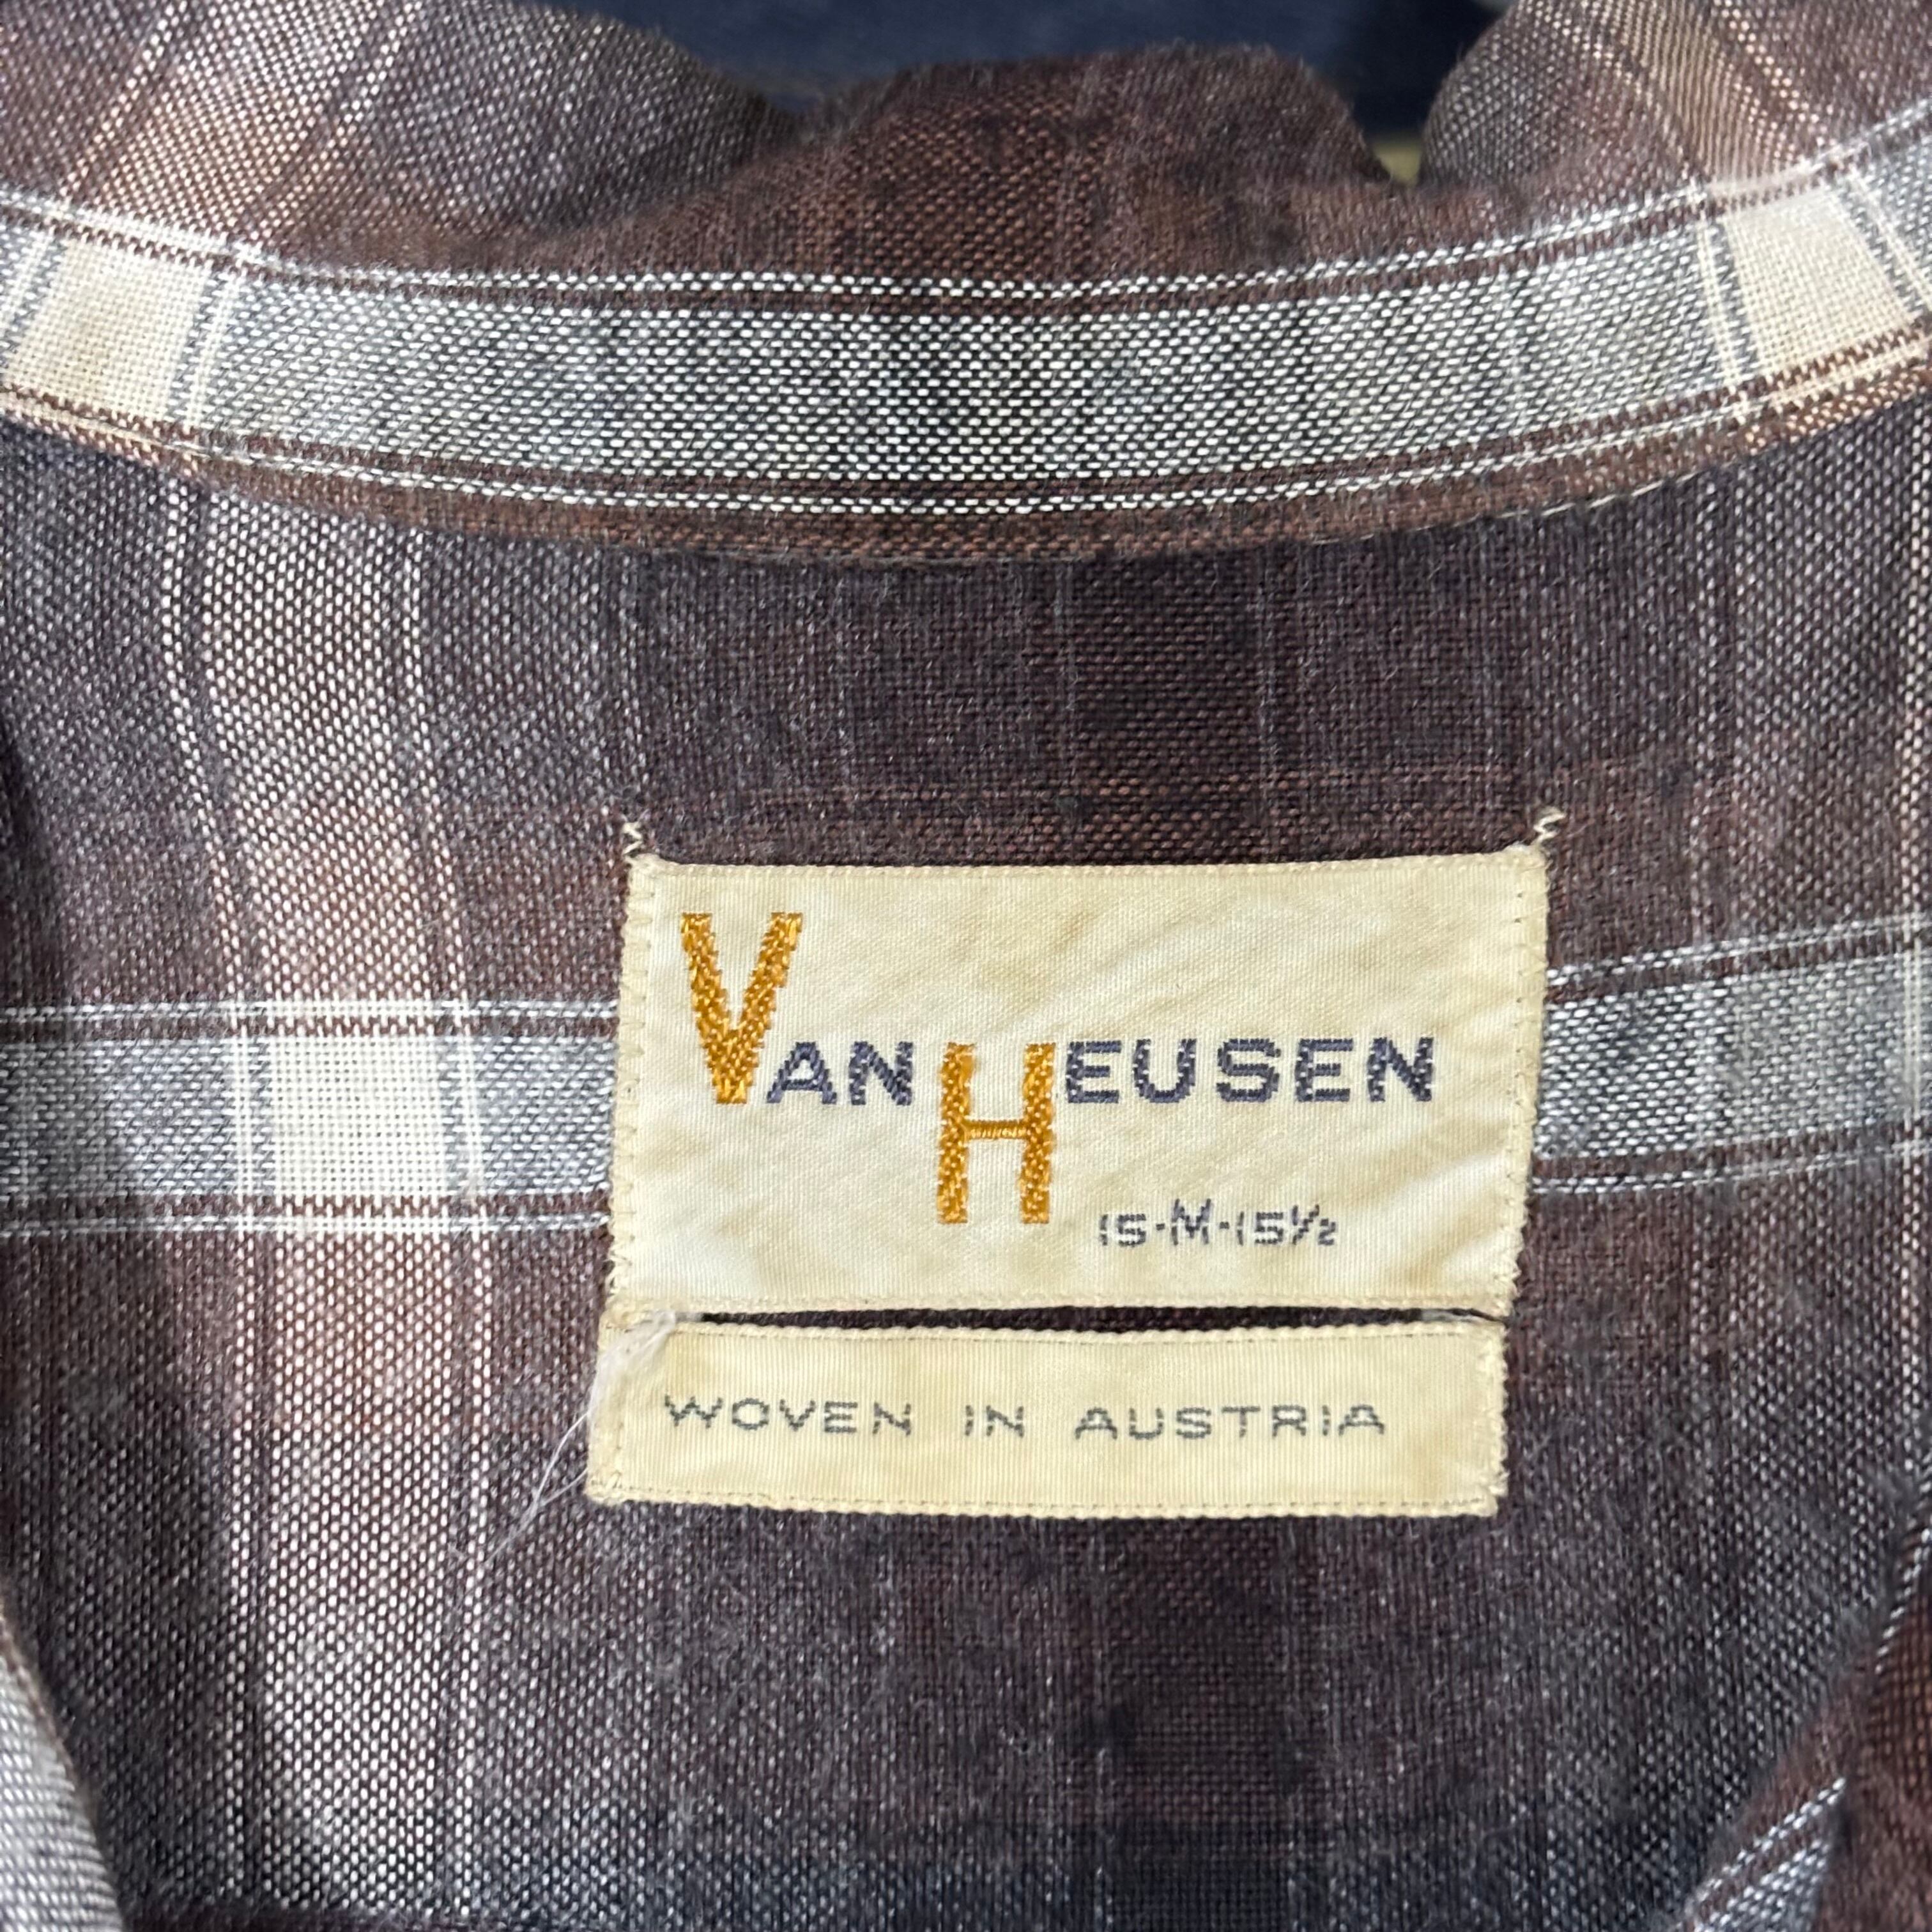 VAN HEUSEN
15-M-15½
WOVEN IN AUSTRIA